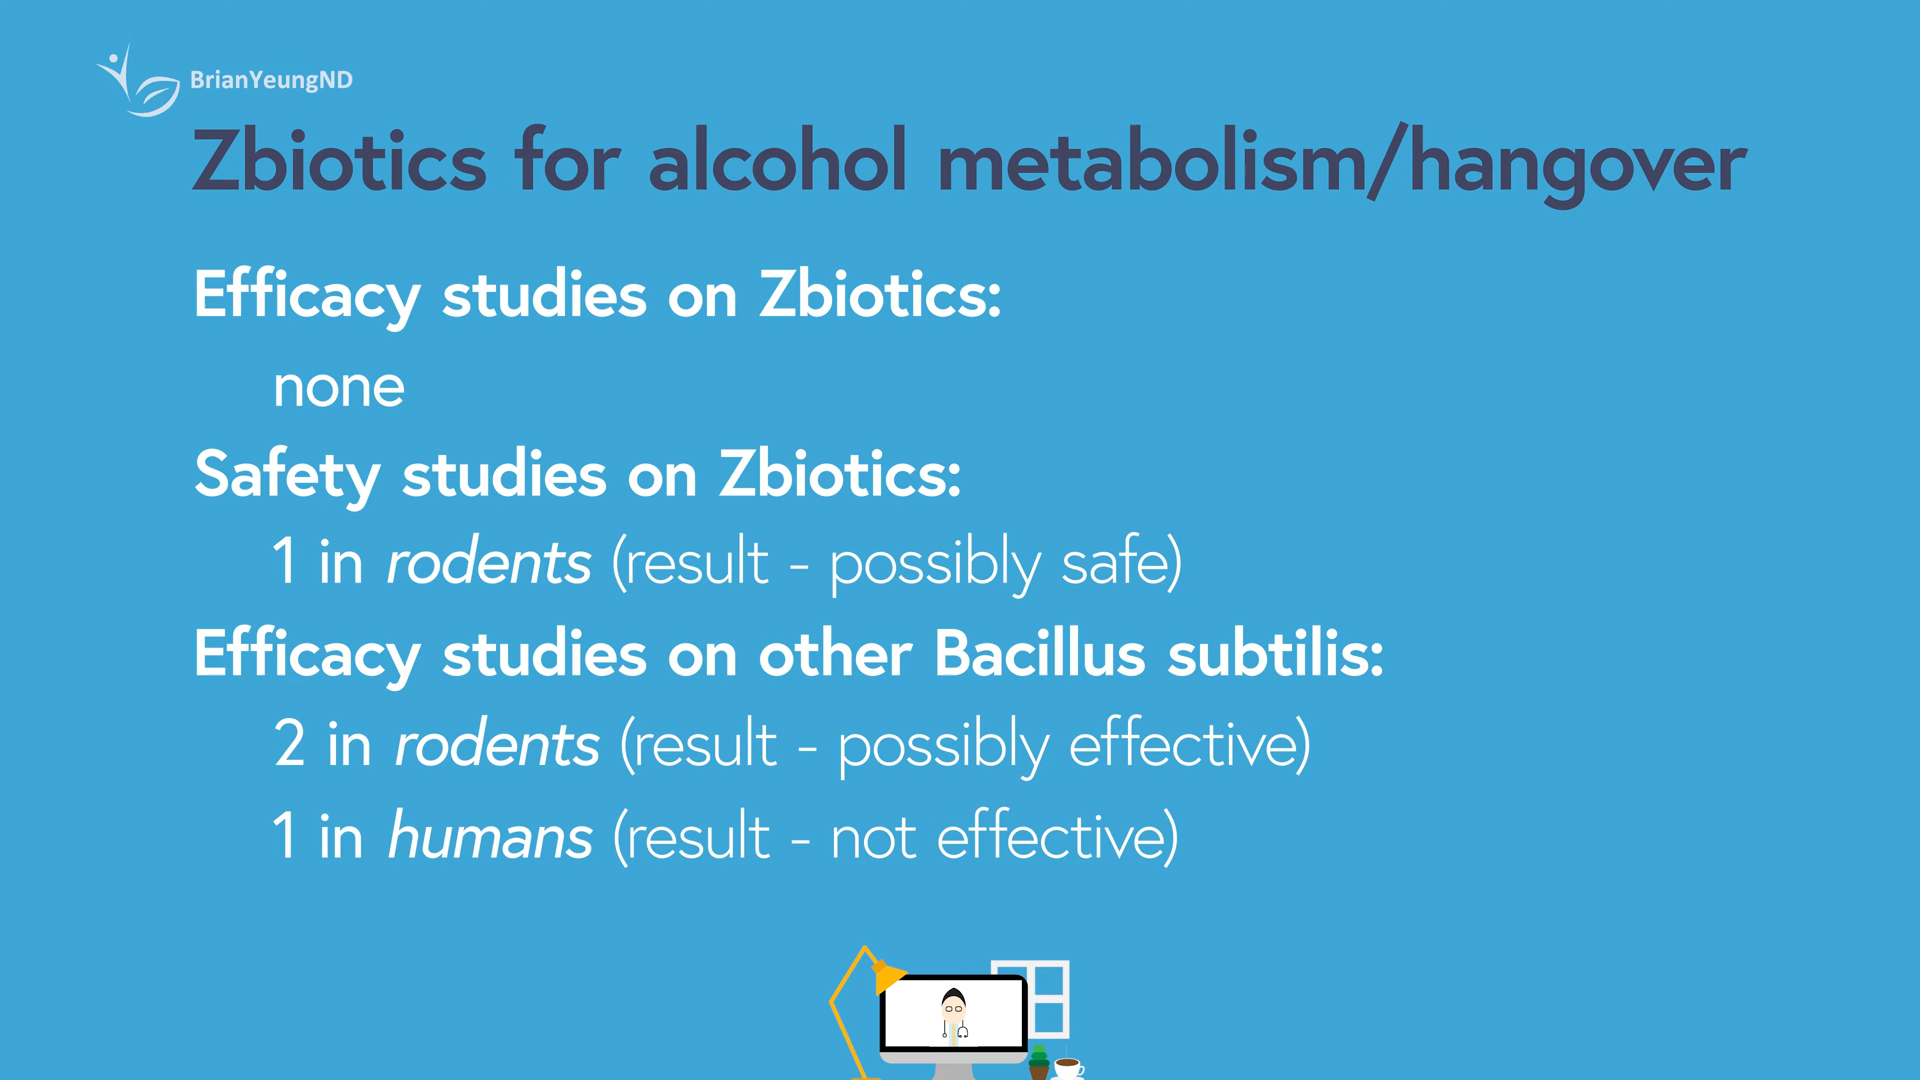 BrianYeungND
Zbiotics for alcohol metabolism/hangover
Efficacy studies on Zbiotics:
none
Safety studies on Zbiotics:
1 in rodents (result - possibly safe)
Efficacy studies on other Bacillus subtilis:
2 in rodents (result - possibly effective)
1 in humans (result - not effective)